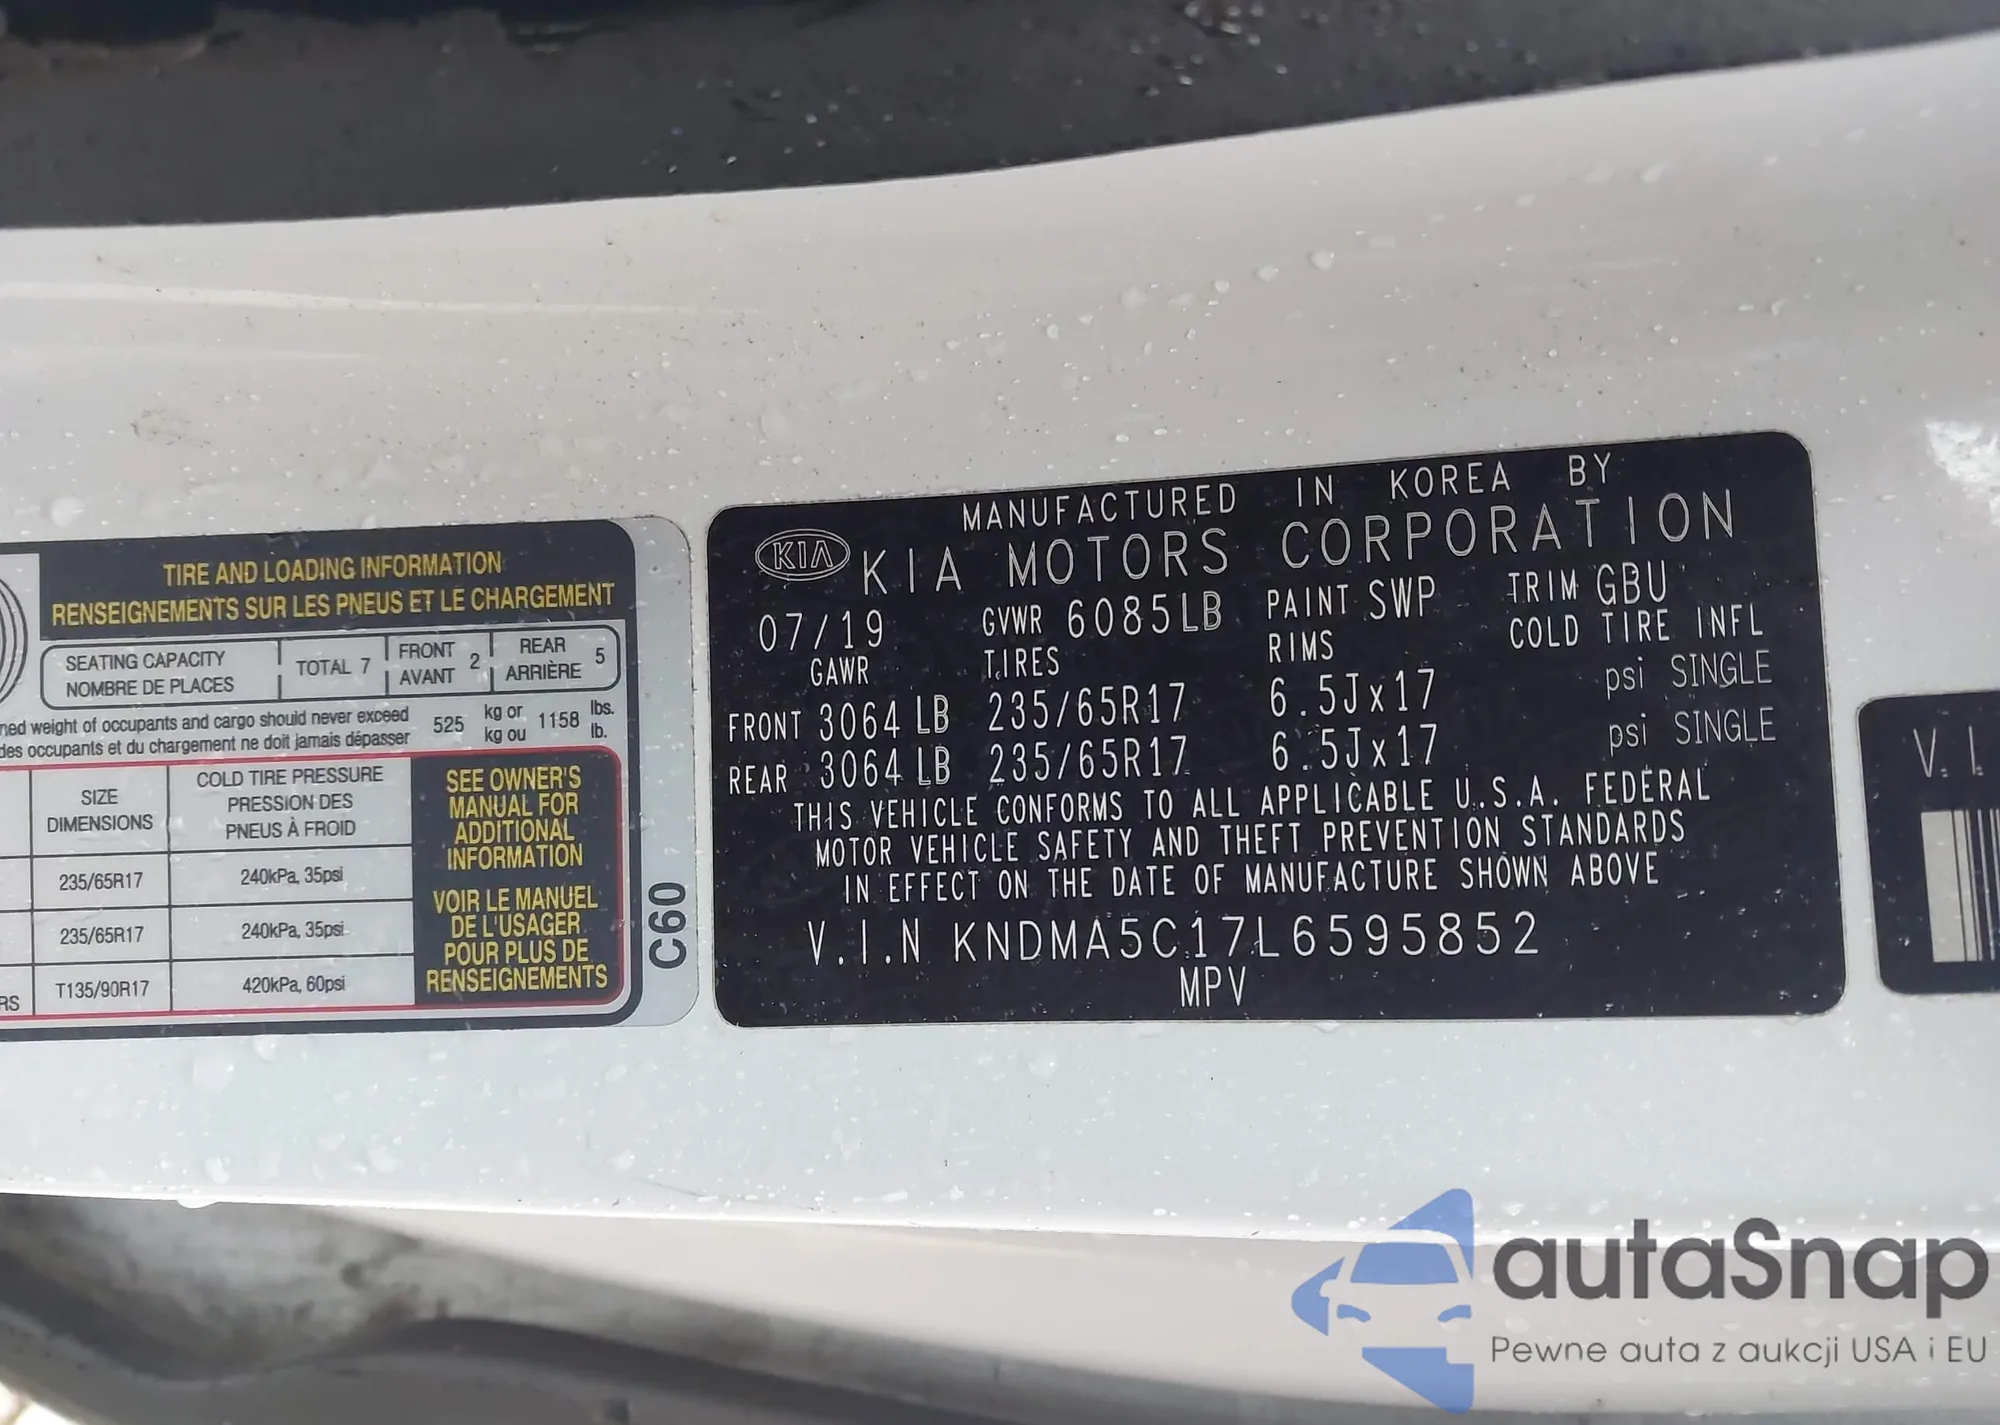 TIRE AND LOADING INFORMATION
RENSEIGNEMENTS SUR LES PNEUS ET LE CHARGEMENT
SEATING CAPACITY
NOMBRE DE PLACES
TOTAL 7
FRONT
AVANT
2
REAR
ARRIÈRE
5
weight of occupants and cargo should never exceed 525 kg or 1158 lbs.
des occupants et du chargement ne doit jamais dépasser kg ou lb.
SIZE
DIMENSIONS
COLD TIRE PRESSURE
PRESSION DES
PNEUS À FROID
235/65R17 240kPa, 35psi
235/65R17 240kPa, 35psi
T135/90R17 420kPa, 60psi
SEE OWNER'S
MANUAL FOR
ADDITIONAL
INFORMATION
VOIR LE MANUEL
DE L'USAGER
POUR PLUS DE
RENSEIGNEMENTS
C60
MANUFACTURED IN KOREA BY
KIA KIA MOTORS CORPORATION
07/19 GVWR 6085LB PAINT SWP TRIM GBU
GAWR TIRES RIMS COLD TIRE INFL
FRONT 3064 LB 235/65R17 6.5Jx17 psi SINGLE
REAR 3064 LB 235/65R17 6.5Jx17 psi SINGLE
THIS VEHICLE CONFORMS TO ALL APPLICABLE U.S.A. FEDERAL
MOTOR VEHICLE SAFETY AND THEFT PREVENTION STANDARDS
IN EFFECT ON THE DATE OF MANUFACTURE SHOWN ABOVE
V.I.N KNDMA5C17L6595852
MPV
V.I.
autaSnap
Pewne auta z aukcji USA i EU